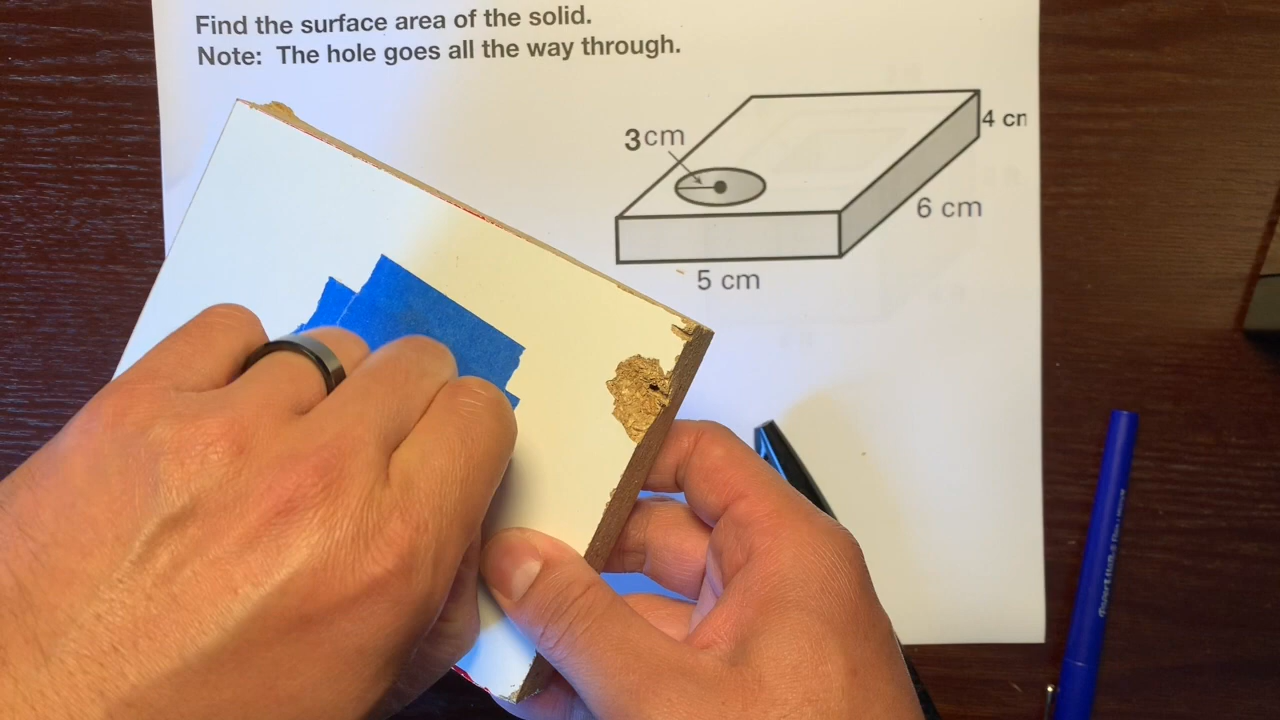 Find the surface area of the solid.
Note: The hole goes all the way through.
3cm
4 cm
6 cm
5 cm